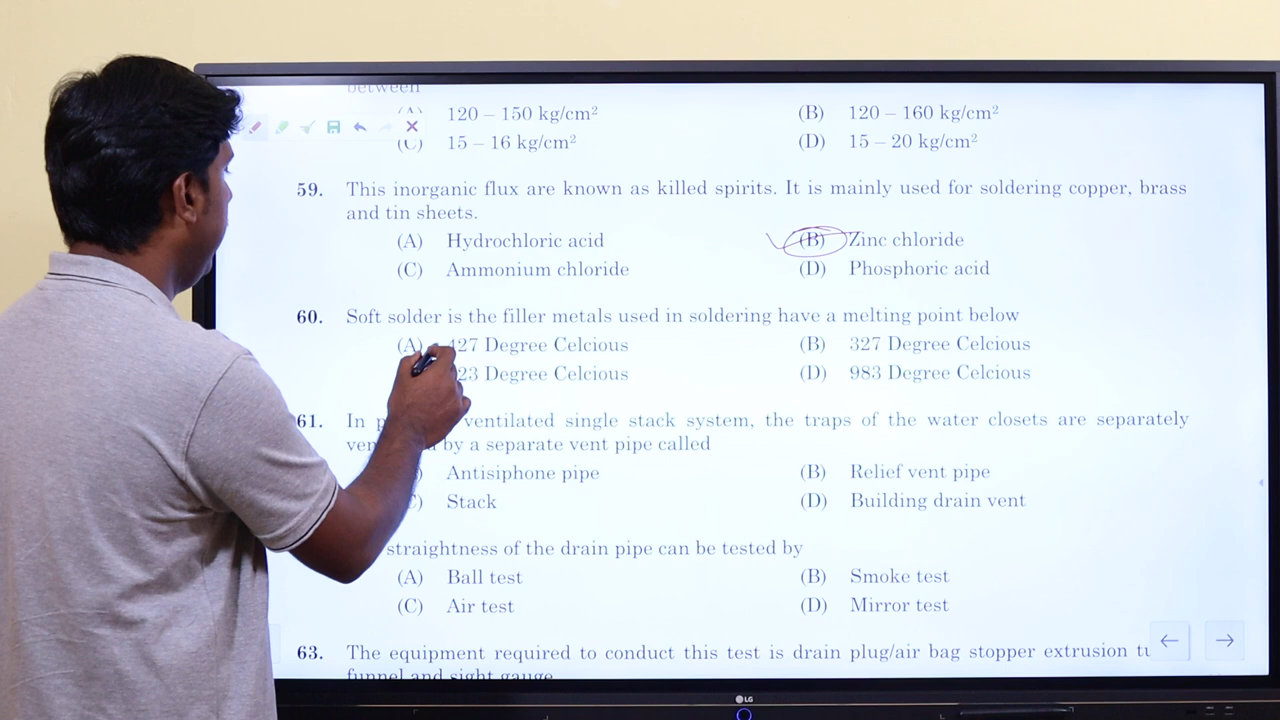 between
120 – 150 kg/cm² (B) 120 – 160 kg/cm²
(C) 15 – 16 kg/cm² (D) 15 – 20 kg/cm²
59. This inorganic flux are known as killed spirits. It is mainly used for soldering copper, brass
and tin sheets.
(A) Hydrochloric acid (B) Zinc chloride
(C) Ammonium chloride (D) Phosphoric acid
60. Soft solder is the filler metals used in soldering have a melting point below
(A) 427 Degree Celcious (B) 327 Degree Celcious
23 Degree Celcious (D) 983 Degree Celcious
61. In ventilated single stack system, the traps of the water closets are separately
by a separate vent pipe called
Antisiphone pipe (B) Relief vent pipe
Stack (D) Building drain vent
straightness of the drain pipe can be tested by
(A) Ball test (B) Smoke test
(C) Air test (D) Mirror test
63. The equipment required to conduct this test is drain plug/air bag stopper extrusion
funnel and sight gauge
LG